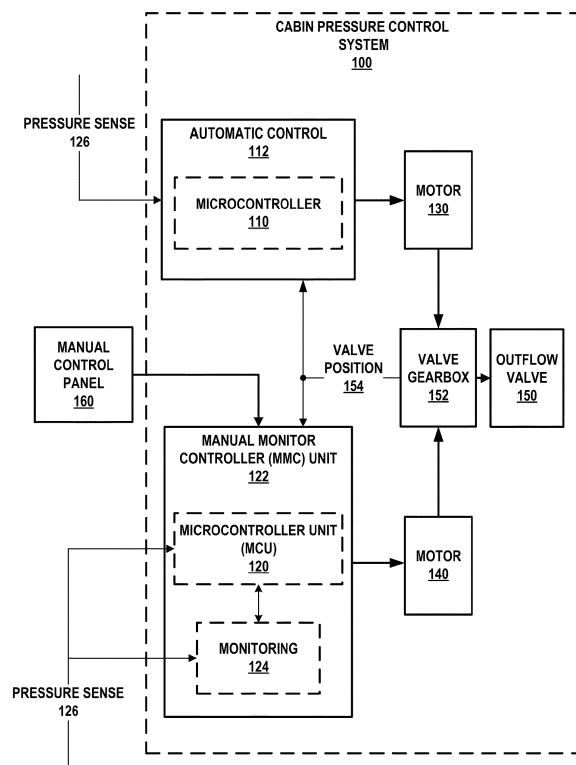 CABIN PRESSURE CONTROL
SYSTEM
100
PRESSURE SENSE
126
AUTOMATIC CONTROL
112
MICROCONTROLLER
110
MOTOR
130
MANUAL
CONTROL
PANEL
160
VALVE
POSITION
154
VALVE
GEARBOX
152
OUTFLOW
VALVE
150
MANUAL MONITOR
CONTROLLER (MMC) UNIT
122
MICROCONTROLLER UNIT
(MCU)
120
MOTOR
140
MONITORING
124
PRESSURE SENSE
126